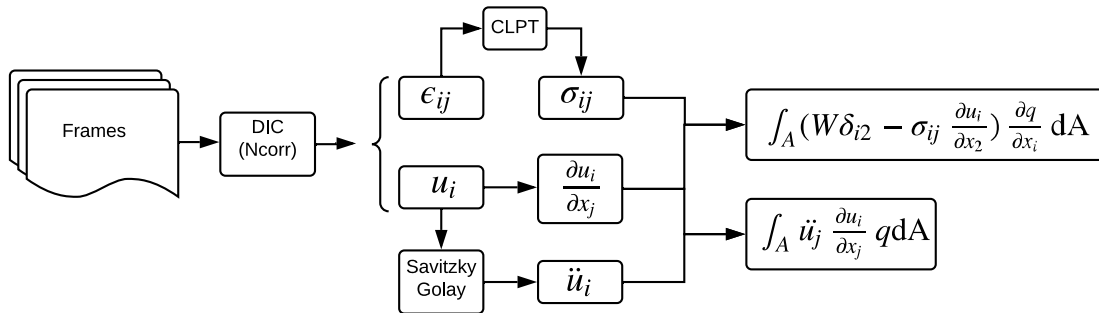 CLPT
Frames
DIC
(Ncorr)
ϵij
σij
∫A(Wδi2 − σij ∂ui/∂x2) ∂q/∂xi dA
ui
∂ui/∂xj
∫A üj ∂ui/∂xj qdA
Savitzky
Golay
üi